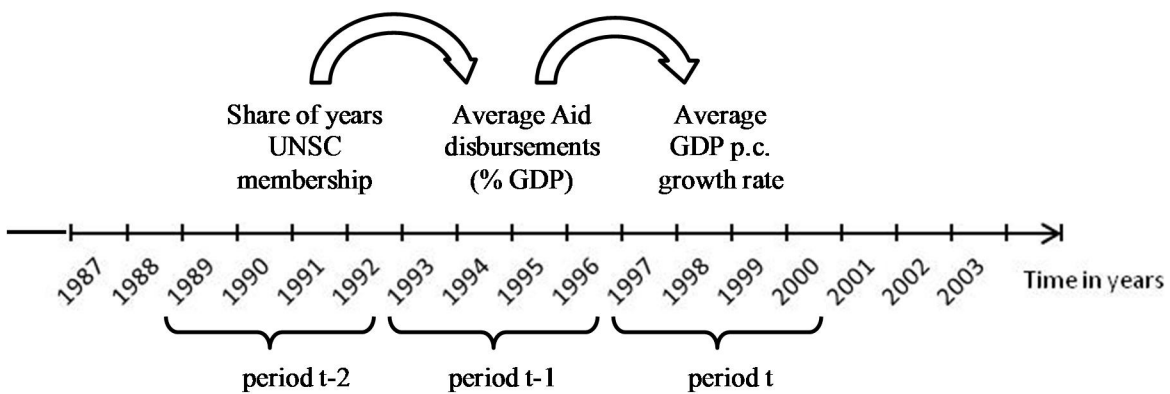 Share of years
UNSC
membership
Average Aid
disbursements
(% GDP)
Average
GDP p.c.
growth rate
1987
1988
1989
1990
1991
1992
1993
1994
1995
1996
1997
1998
1999
2000
2001
2002
2003
Time in years
period t-2
period t-1
period t